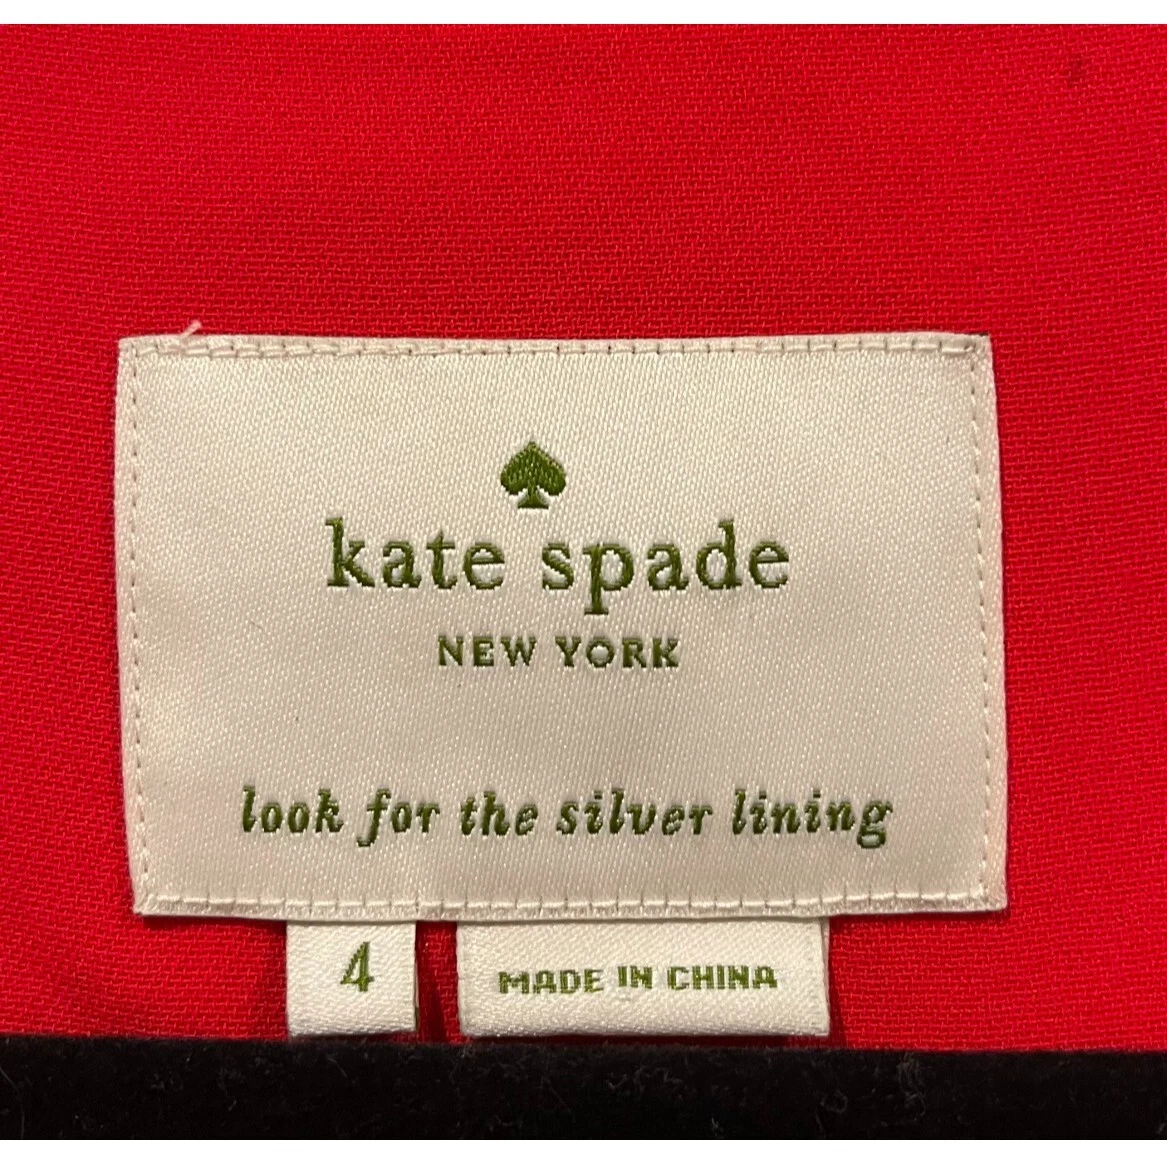 kate spade
NEW YORK
look for the silver lining
4
MADE IN CHINA